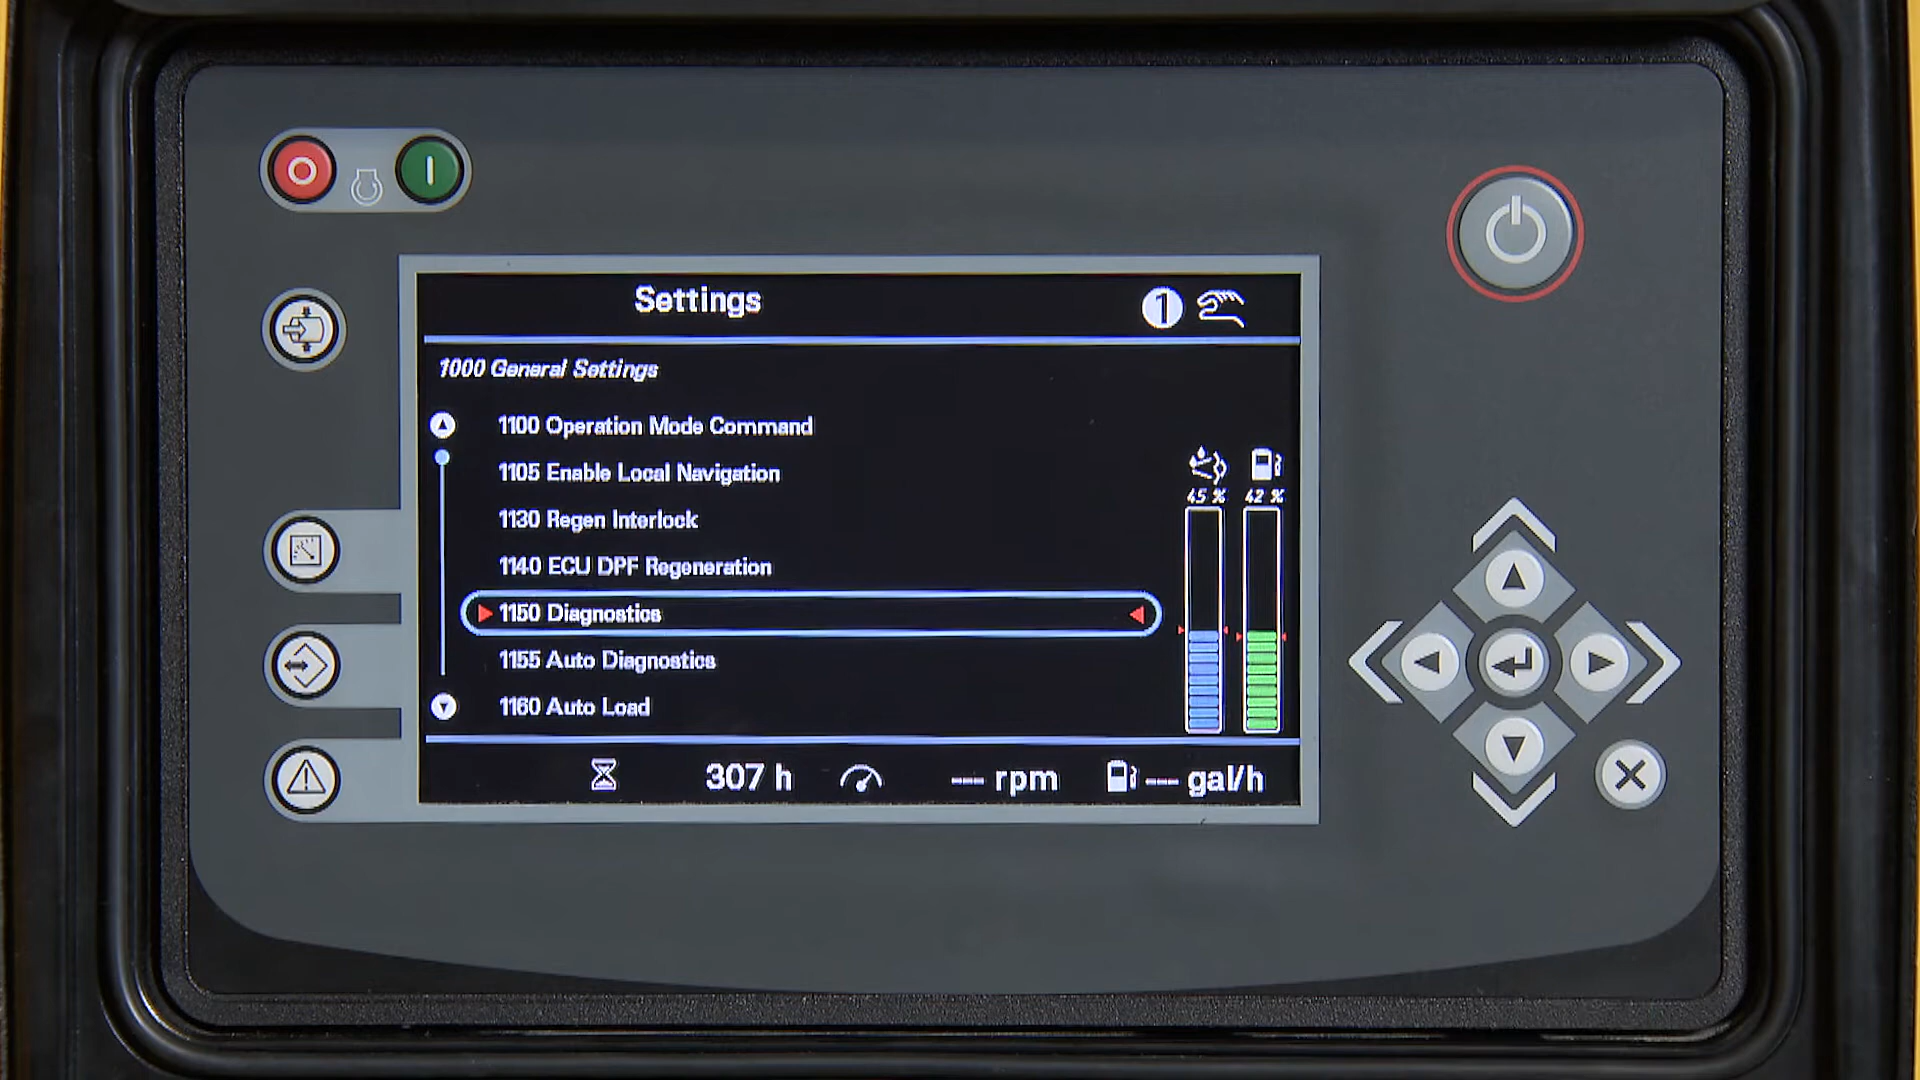 Settings
1
1000 General Settings
1100 Operation Mode Command
1105 Enable Local Navigation
1130 Regen Interlock
1140 ECU DPF Regeneration
1150 Diagnostics
1155 Auto Diagnostics
1160 Auto Load
45 % 42 %
307 h --- rpm --- gal/h